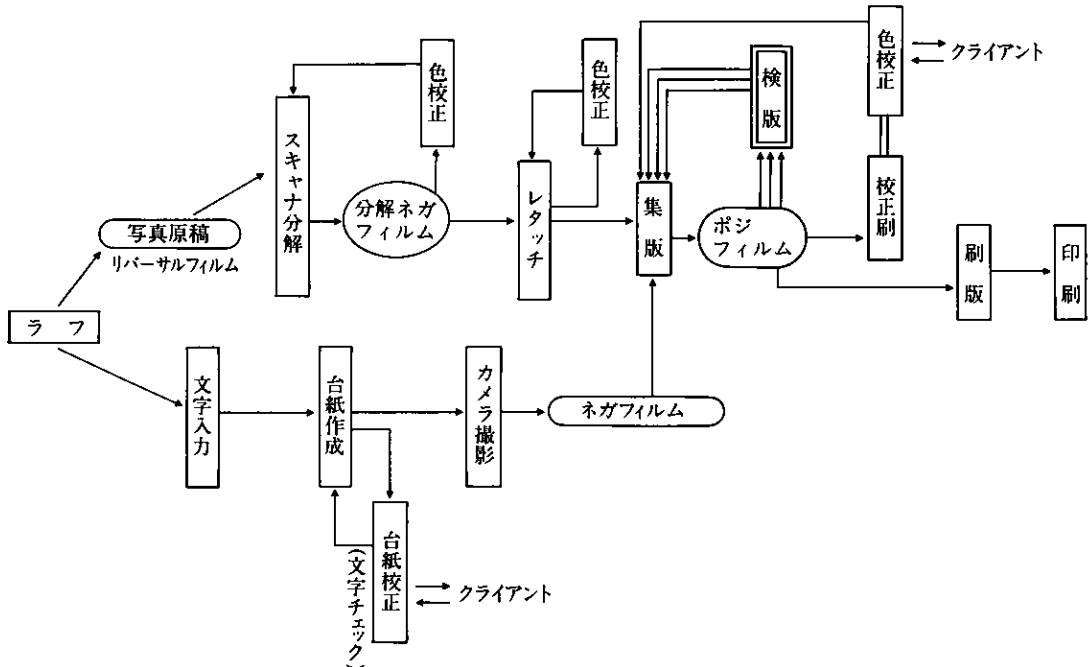 ラフ
写真原稿
リバーサルフィルム
スキャナ分解
色校正
分解ネガ
フィルム
レタッチ
色校正
集版
検版
ポジ
フィルム
色校正
クライアント
校正刷
刷版
印刷
文字入力
台紙作成
カメラ撮影
ネガフィルム
台紙校正
(文字チェック)
クライアント